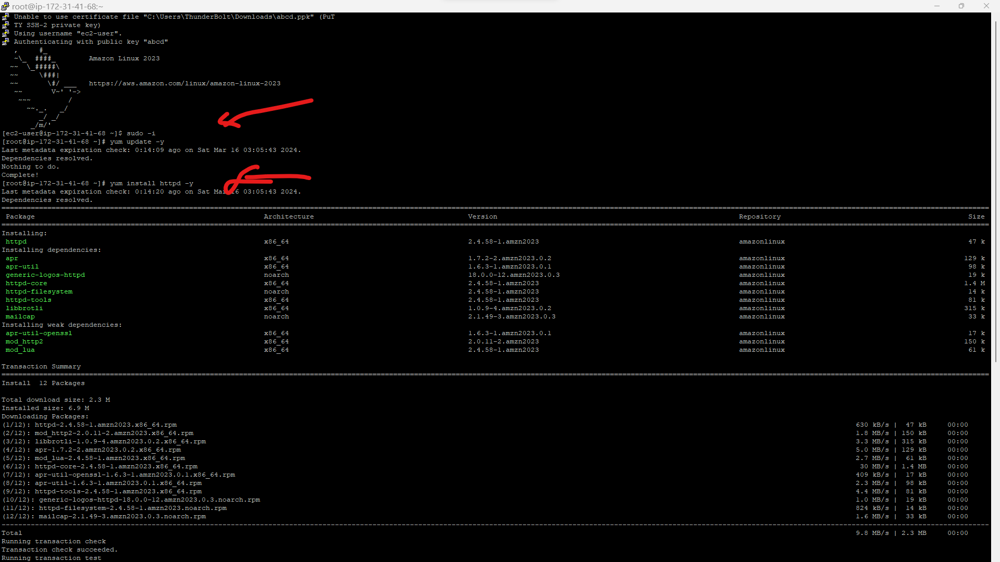 root@ip-172-31-41-68:~
Unable to use certificate file "C:\Users\ThunderBolt\Downloads\abcd.ppk" (PuT
TY SSH-2 private key)
Using username "ec2-user".
Authenticating with public key "abcd"
   ,     #_
   ~\_  ####_        Amazon Linux 2023
  ~~  \_#####\
  ~~     \###|
  ~~       \#/ ___   https://aws.amazon.com/linux/amazon-linux-2023
   ~~       V~' '->
    ~~~         /
      ~~._.   _/
         _/ _/
       _/m/'
[ec2-user@ip-172-31-41-68 ~]$ sudo -i
[root@ip-172-31-41-68 ~]# yum update -y
Last metadata expiration check: 0:14:09 ago on Sat Mar 16 03:05:43 2024.
Dependencies resolved.
Nothing to do.
Complete!
[root@ip-172-31-41-68 ~]# yum install httpd -y
Last metadata expiration check: 0:14:20 ago on Sat Mar 16 03:05:43 2024.
Dependencies resolved.
Package Architecture Version Repository Size
Installing:
httpd x86_64 2.4.58-1.amzn2023 amazonlinux 47 k
Installing dependencies:
apr x86_64 1.7.2-2.amzn2023.0.2 amazonlinux 129 k
apr-util x86_64 1.6.3-1.amzn2023.0.1 amazonlinux 98 k
generic-logos-httpd noarch 18.0.0-12.amzn2023.0.3 amazonlinux 19 k
httpd-core x86_64 2.4.58-1.amzn2023 amazonlinux 1.4 M
httpd-filesystem noarch 2.4.58-1.amzn2023 amazonlinux 14 k
httpd-tools x86_64 2.4.58-1.amzn2023 amazonlinux 81 k
libbrotli x86_64 1.0.9-4.amzn2023.0.2 amazonlinux 315 k
mailcap noarch 2.1.49-3.amzn2023.0.3 amazonlinux 33 k
Installing weak dependencies:
apr-util-openssl x86_64 1.6.3-1.amzn2023.0.1 amazonlinux 17 k
mod_http2 x86_64 2.0.11-2.amzn2023 amazonlinux 150 k
mod_lua x86_64 2.4.58-1.amzn2023 amazonlinux 61 k
Transaction Summary
Install  12 Packages
Total download size: 2.3 M
Installed size: 6.9 M
Downloading Packages:
(1/12): httpd-2.4.58-1.amzn2023.x86_64.rpm 630 kB/s |  47 kB 00:00
(2/12): mod_http2-2.0.11-2.amzn2023.x86_64.rpm 1.8 MB/s | 150 kB 00:00
(3/12): libbrotli-1.0.9-4.amzn2023.0.2.x86_64.rpm 3.3 MB/s | 315 kB 00:00
(4/12): apr-1.7.2-2.amzn2023.0.2.x86_64.rpm 5.0 MB/s | 129 kB 00:00
(5/12): mod_lua-2.4.58-1.amzn2023.x86_64.rpm 2.7 MB/s |  61 kB 00:00
(6/12): httpd-core-2.4.58-1.amzn2023.x86_64.rpm 30 MB/s | 1.4 MB 00:00
(7/12): apr-util-openssl-1.6.3-1.amzn2023.0.1.x86_64.rpm 409 kB/s |  17 kB 00:00
(8/12): apr-util-1.6.3-1.amzn2023.0.1.x86_64.rpm 2.3 MB/s |  98 kB 00:00
(9/12): httpd-tools-2.4.58-1.amzn2023.x86_64.rpm 4.4 MB/s |  81 kB 00:00
(10/12): generic-logos-httpd-18.0.0-12.amzn2023.0.3.noarch.rpm 1.0 MB/s |  19 kB 00:00
(11/12): httpd-filesystem-2.4.58-1.amzn2023.noarch.rpm 824 kB/s |  14 kB 00:00
(12/12): mailcap-2.1.49-3.amzn2023.0.3.noarch.rpm 1.6 MB/s |  33 kB 00:00
Total 9.8 MB/s | 2.3 MB 00:00
Running transaction check
Transaction check succeeded.
Running transaction test